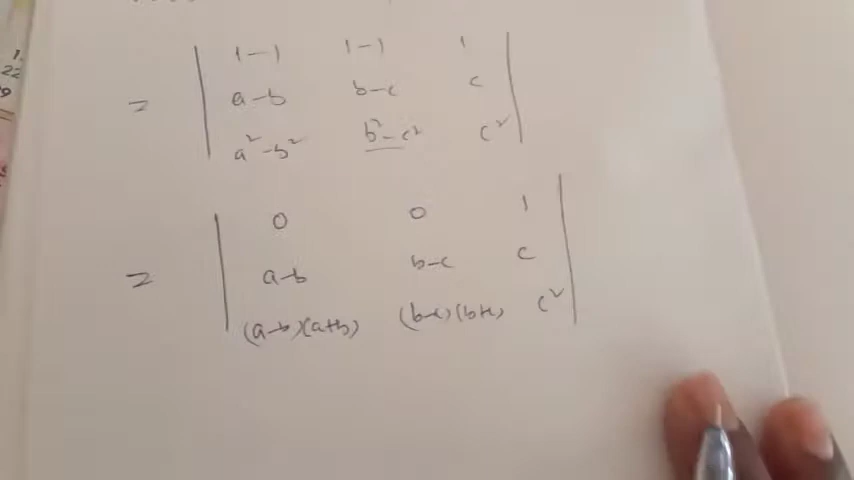 1-1 1-1 1
= a-b b-c c
a²-b² b²-c² c²
0 0 1
= a-b b-c c
(a-b)(a+b) (b-c)(b+c) c²